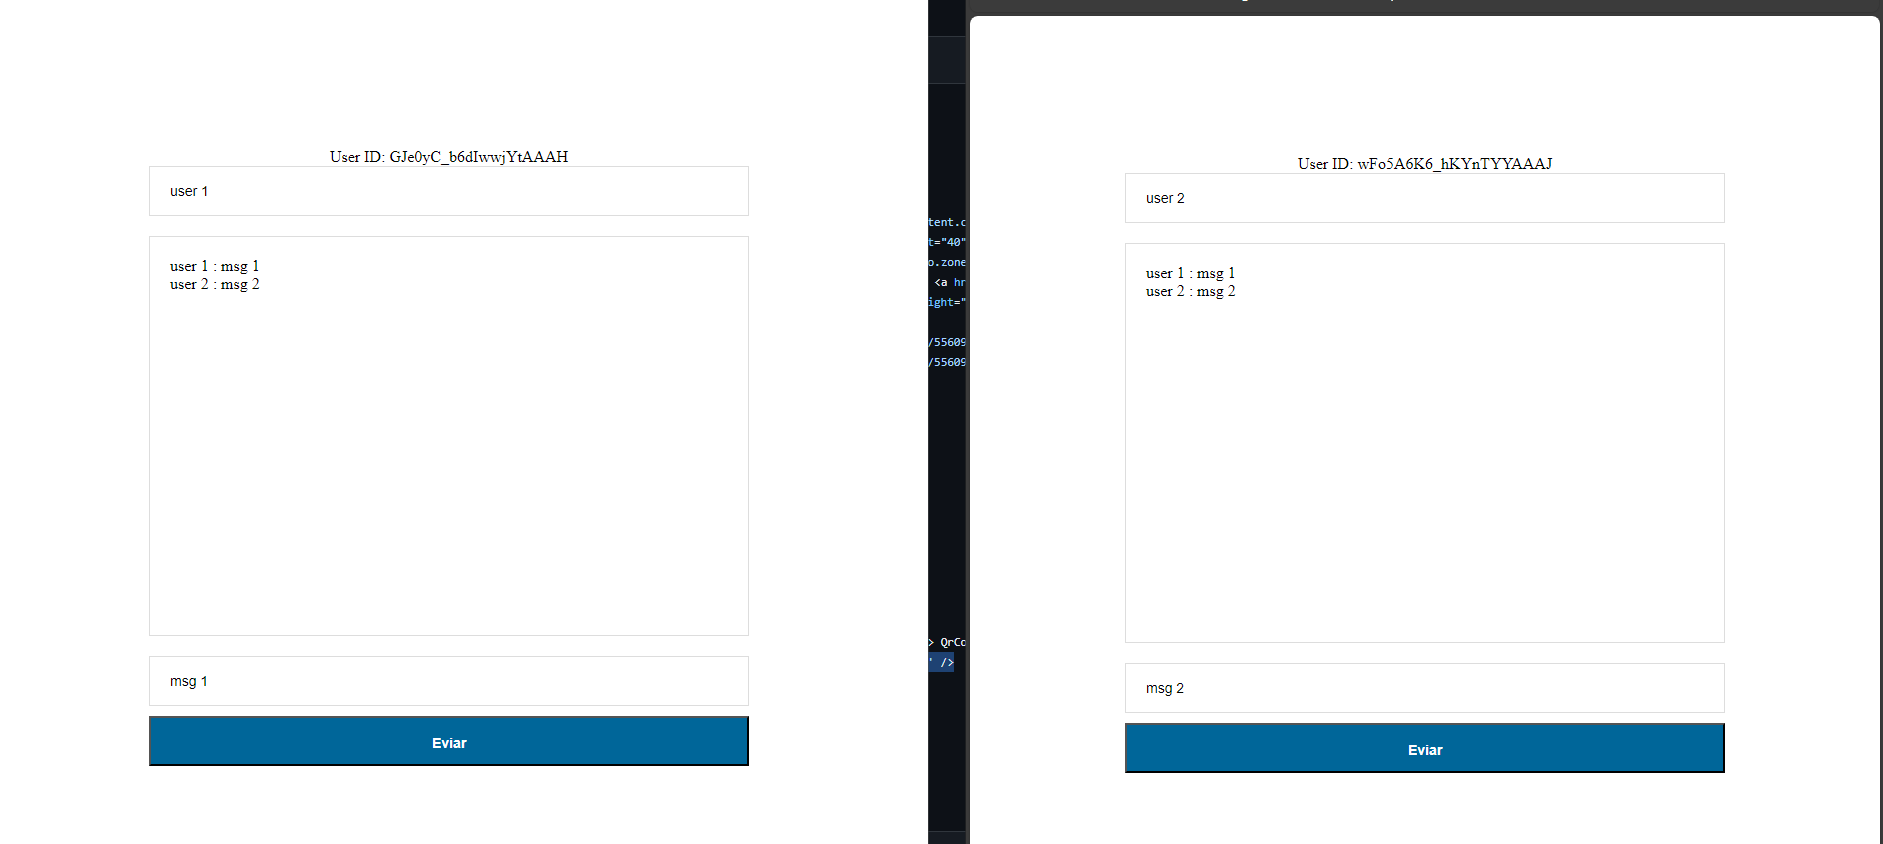 User ID: GJe0yC_b6dIwwjYtAAAH
user 1
user 1 : msg 1
user 2 : msg 2
msg 1
Eviar
tent.c
t="40"
o.zone
<a hr
ight="
/55609
/55609
> QrCo
' />
User ID: wFo5A6K6_hKYnTYYAAAJ
user 2
user 1 : msg 1
user 2 : msg 2
msg 2
Eviar